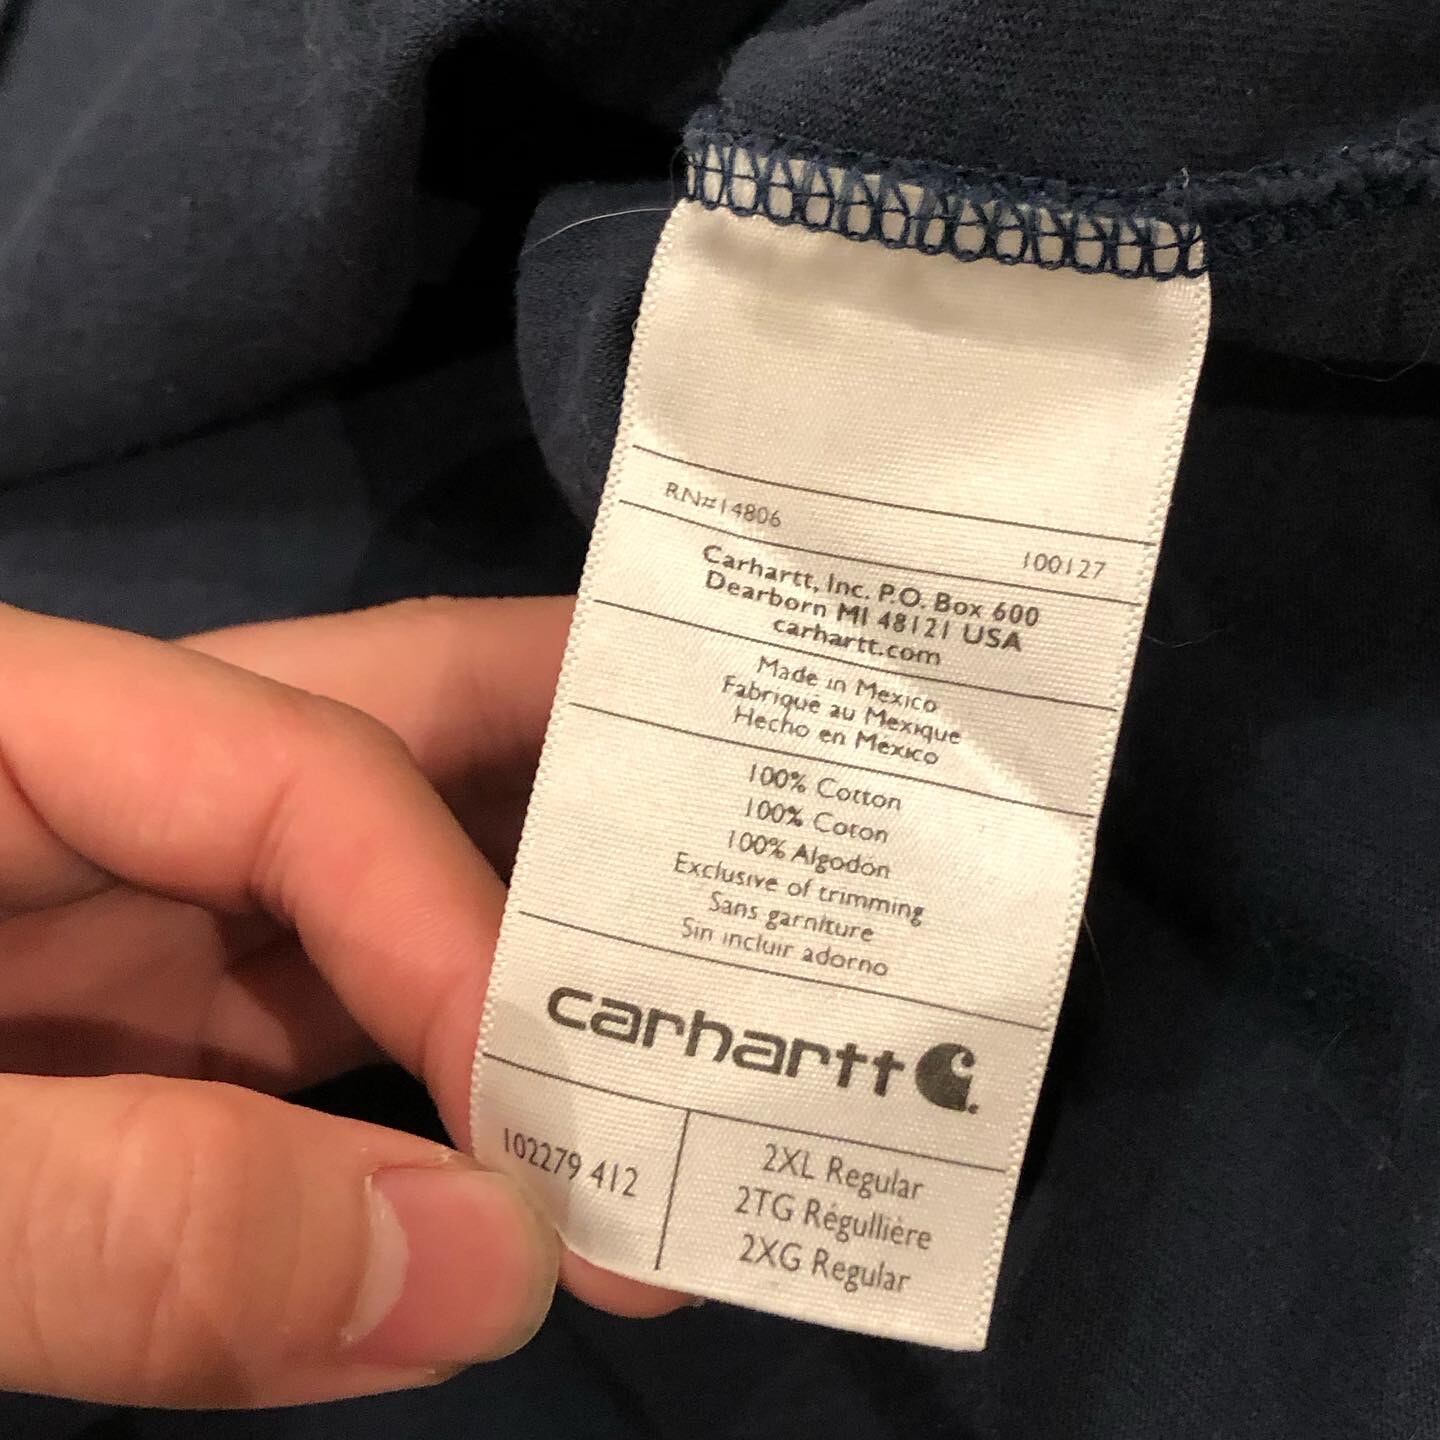 RN#14806
100127
Carhartt, Inc. P.O. Box 600
Dearborn MI 48121 USA
carhartt.com
Made in Mexico
Fabriqué au Mexique
Hecho en México
100% Cotton
100% Coton
100% Algodón
Exclusive of trimming
Sans garniture
Sin incluir adorno
carhartt
102279 412
2XL Regular
2TG Régullière
2XG Regular